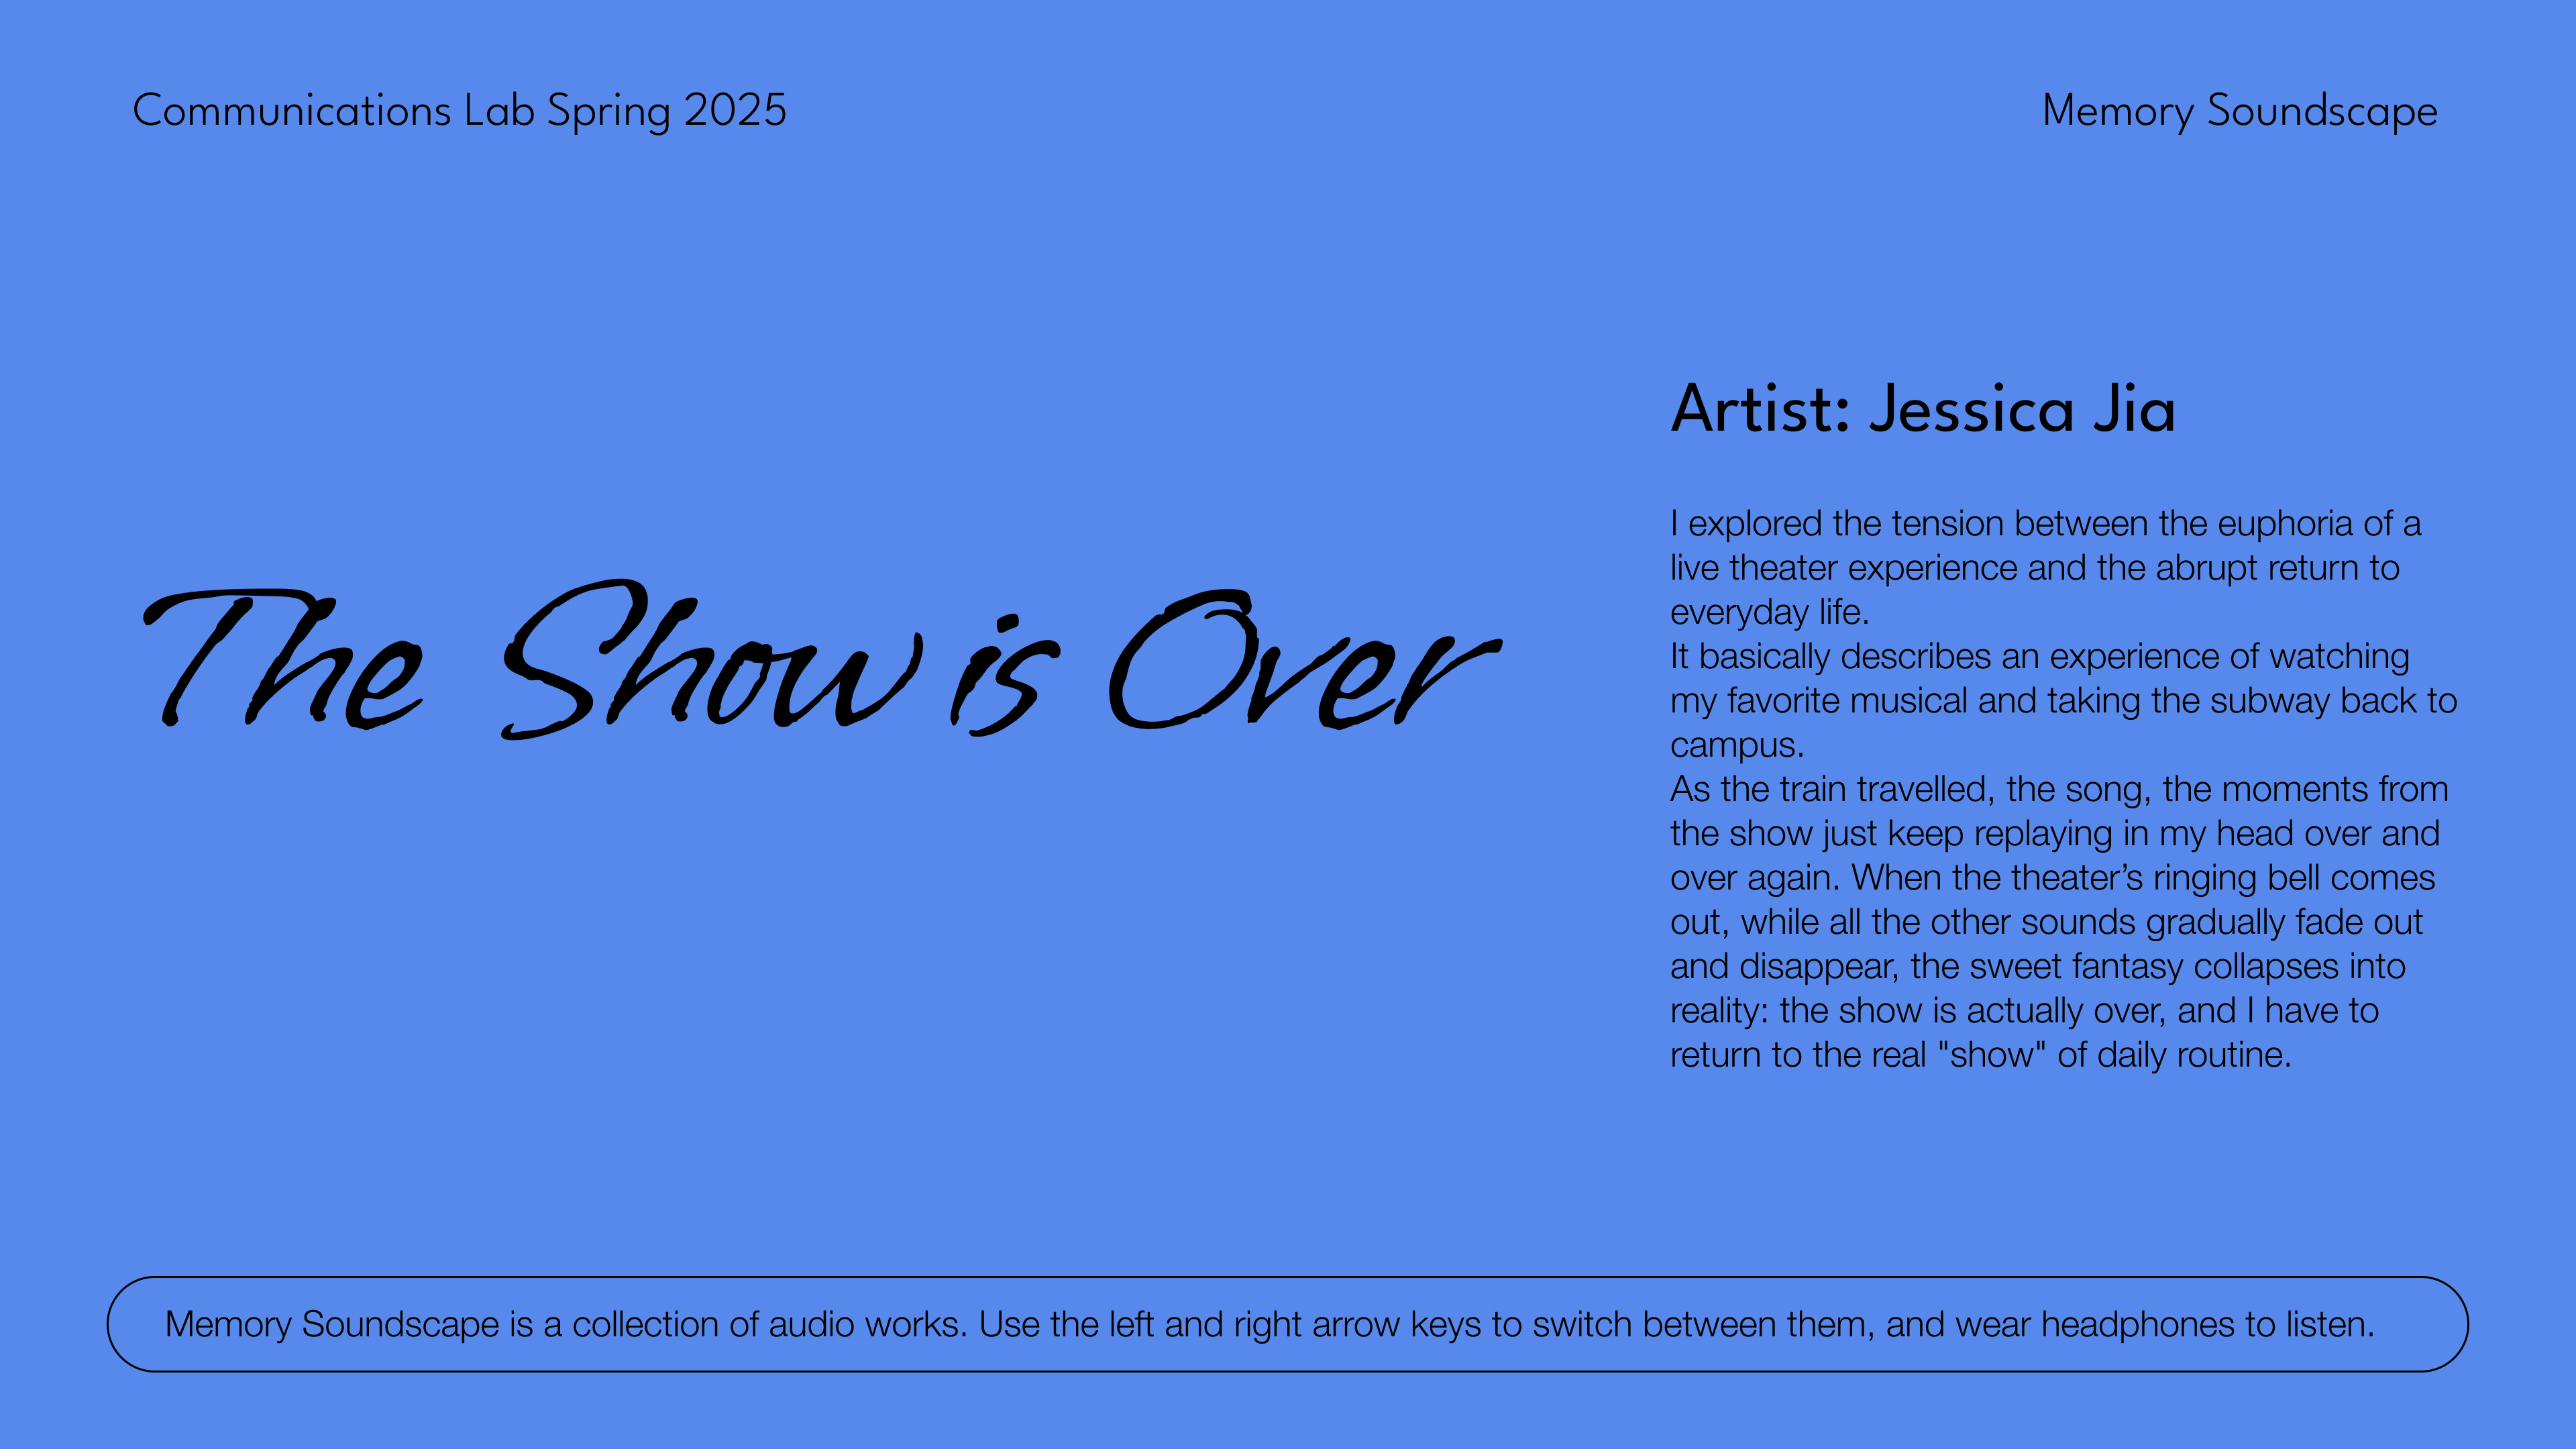 Communications Lab Spring 2025
Memory Soundscape
The Show is Over
Artist: Jessica Jia
I explored the tension between the euphoria of a
live theater experience and the abrupt return to
everyday life.
It basically describes an experience of watching
my favorite musical and taking the subway back to
campus.
As the train travelled, the song, the moments from
the show just keep replaying in my head over and
over again. When the theater’s ringing bell comes
out, while all the other sounds gradually fade out
and disappear, the sweet fantasy collapses into
reality: the show is actually over, and I have to
return to the real "show" of daily routine.
Memory Soundscape is a collection of audio works. Use the left and right arrow keys to switch between them, and wear headphones to listen.